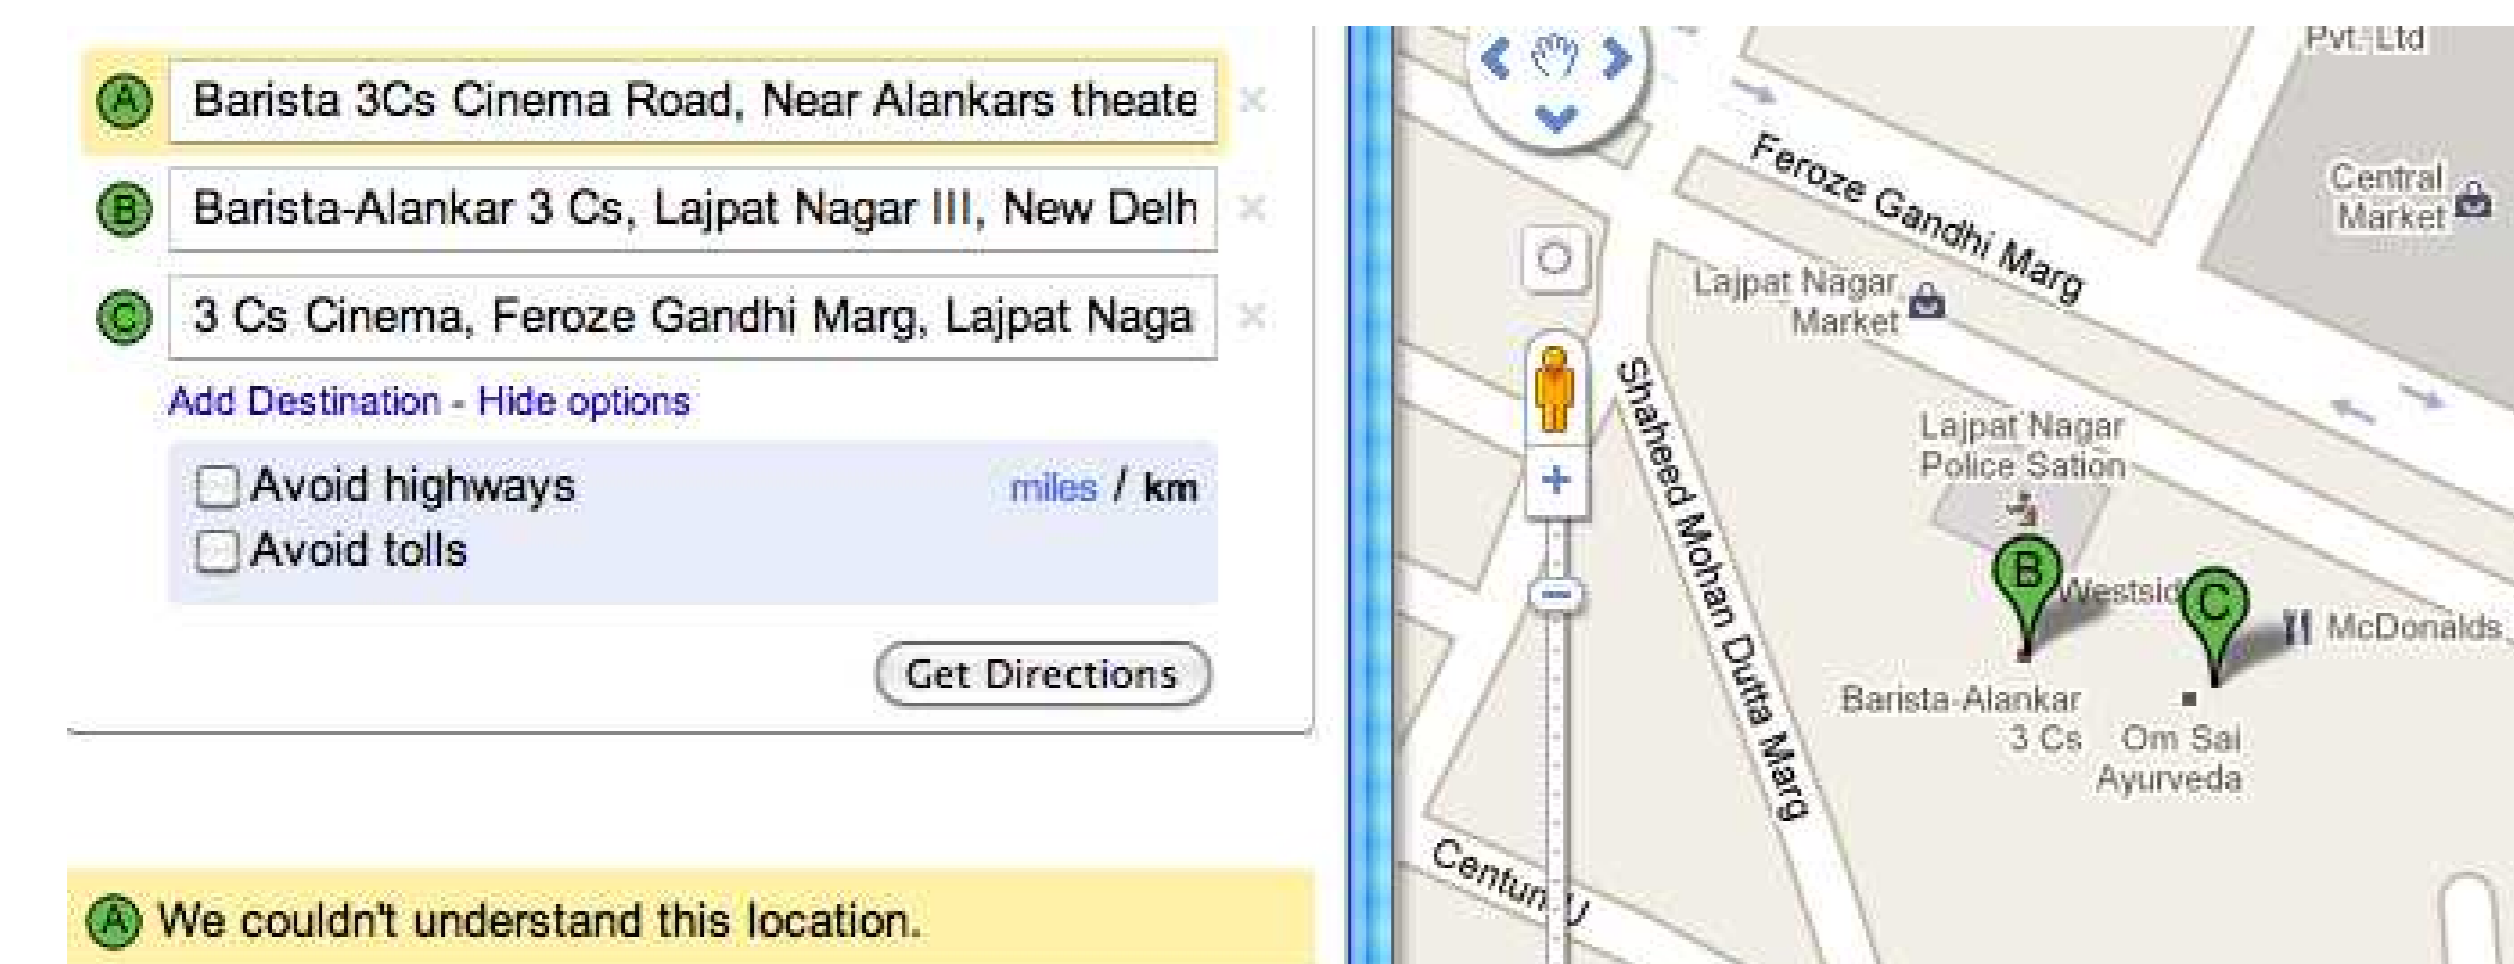 A Barista 3Cs Cinema Road, Near Alankars theate
B Barista-Alankar 3 Cs, Lajpat Nagar III, New Delh
C 3 Cs Cinema, Feroze Gandhi Marg, Lajpat Naga
Add Destination - Hide options
Avoid highways
miles / km
Avoid tolls
Get Directions
A We couldn't understand this location.
Pvt. Ltd
Feroze Gandhi Marg
Central
Market
Lajpat Nagar
Market
Shaheed Mohan Dutta Marg
Lajpat Nagar
Police Sation
B
Westsid
C
McDonalds
Barista-Alankar
3 Cs
Om Sai
Ayurveda